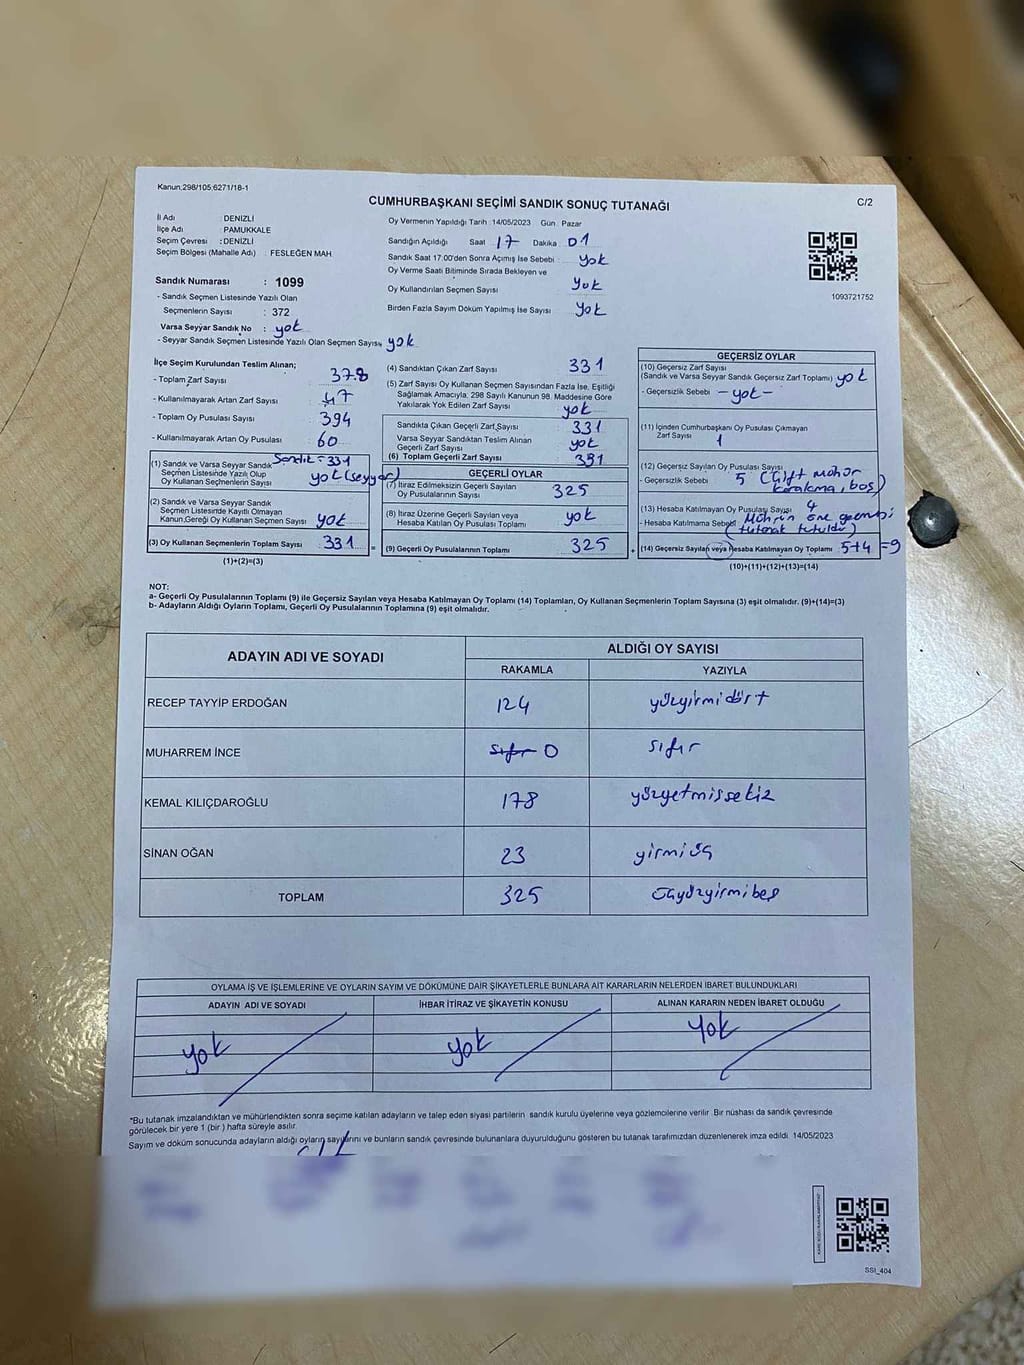 Kanun,298/105,6271/18-1
CUMHURBAŞKANI SEÇİMİ SANDIK SONUÇ TUTANAĞI
C/2
İl Adı : DENİZLİ
İlçe Adı : PAMUKKALE
Seçim Çevresi : DENİZLİ
Seçim Bölgesi (Mahalle Adı) : FESLEĞEN MAH.
Sandık Numarası : 1099
- Sandık Seçmen Listesinde Yazılı Olan
Seçmenlerin Sayısı : 372
Varsa Seyyar Sandık No : yok
- Seyyar Sandık Seçmen Listesinde Yazılı Olan Seçmen Sayısı yok
Oy Vermenin Yapıldığı Tarih : 14/05/2023 Gün : Pazar
Sandığın Açıldığı Saat 17 Dakika 01
Sandık Saat 17.00'den Sonra Açımış İse Sebebi : yok
Oy Verme Saati Bitiminde Sırada Bekleyen ve
Oy Kullandırılan Seçmen Sayısı yok
Birden Fazla Sayım Döküm Yapılmış İse Sayısı yok
1093721752
İlçe Seçim Kurulundan Teslim Alınan;
- Toplam Zarf Sayısı 378
- Kullanılmayarak Artan Zarf Sayısı 47
- Toplam Oy Pusulası Sayısı 394
- Kullanılmayarak Artan Oy Pusulası 60
(1) Sandık ve Varsa Seyyar Sandık Sandık=331
Seçmen Listesinde Yazılı Olup
Oy Kullanan Seçmenlerin Sayısı yok (seyyar)
(2) Sandık ve Varsa Seyyar Sandık
Seçmen Listesinde Kayıtlı Olmayan
Kanun Gereği Oy Kullanan Seçmen Sayısı yok
(3) Oy Kullanan Seçmenlerin Toplam Sayısı 331 =
(1)+(2)=(3)
(4) Sandıktan Çıkan Zarf Sayısı 331
(5) Zarf Sayısı Oy Kullanan Seçmen Sayısından Fazla İse, Eşitliği
Sağlamak Amacıyla, 298 Sayılı Kanunun 98. Maddesine Göre
Yakılarak Yok Edilen Zarf Sayısı yok
Sandıkta Çıkan Geçerli Zarf Sayısı 331
Varsa Seyyar Sandıktan Teslim Alınan
Geçerli Zarf Sayısı yok
(6) Toplam Geçerli Zarf Sayısı 331
GEÇERLİ OYLAR
(7) İtiraz Edilmeksizin Geçerli Sayılan
Oy Pusulalarının Sayısı 325
(8) İtiraz Üzerine Geçerli Sayılan veya
Hesaba Katılan Oy Pusulası Toplamı yok
(9) Geçerli Oy Pusulalarının Toplamı 325 +
GEÇERSİZ OYLAR
(10) Geçersiz Zarf Sayısı
(Sandık ve Varsa Seyyar Sandık Geçersiz Zarf Toplamı) yok
- Geçersizlik Sebebi - yok -
(11) İçinden Cumhurbaşkanı Oy Pusulası Çıkmayan
Zarf Sayısı 1
(12) Geçersiz Sayılan Oy Pusulası Sayısı
- Geçersizlik Sebebi 5 (çift mühür
karalama, boş)
(13) Hesaba Katılmayan Oy Pusulası Sayısı 4
- Hesaba Katılmama Sebebi Mührün öne geçmesi
(tutanak tutuldu)
(14) Geçersiz Sayılan veya Hesaba Katılmayan Oy Toplamı 5+4=9
(10)+(11)+(12)+(13)=(14)
NOT:
a- Geçerli Oy Pusulalarının Toplamı (9) ile Geçersiz Sayılan veya Hesaba Katılmayan Oy Toplamı (14) Toplamları, Oy Kullanan Seçmenlerin Toplam Sayısına (3) eşit olmalıdır. (9)+(14)=(3)
b- Adayların Aldığı Oyların Toplamı, Geçerli Oy Pusulalarının Toplamına (9) eşit olmalıdır.
ADAYIN ADI VE SOYADI
ALDIĞI OY SAYISI
RAKAMLA YAZIYLA
RECEP TAYYİP ERDOĞAN 124 yüzyirmidört
MUHARREM İNCE sıfır 0 sıfır
KEMAL KILIÇDAROĞLU 178 yüzyetmişsekiz
SİNAN OĞAN 23 yirmiüç
TOPLAM 325 üçyüzyirmibeş
OYLAMA İŞ VE İŞLEMLERİNE VE OYLARIN SAYIM VE DÖKÜMÜNE DAİR ŞİKAYETLERLE BUNLARA AİT KARARLARIN NELERDEN İBARET BULUNDUKLARI
ADAYIN ADI VE SOYADI İHBAR İTİRAZ VE ŞİKAYETİN KONUSU ALINAN KARARIN NEDEN İBARET OLDUĞU
yok yok yok
*Bu tutanak imzalandıktan ve mühürlendikten sonra seçime katılan adayların ve talep eden siyasi partilerin sandık kurulu üyelerine veya gözlemcilerine verilir. Bir nüshası da sandık çevresinde
görülecek bir yere 1 (bir) hafta süreyle asılır.
Sayım ve döküm sonucunda adayların aldığı oyların sayılarını ve bunların sandık çevresinde bulunanlara duyurulduğunu gösteren bu tutanak tarafımızdan düzenlenerek imza edildi. 14/05/2023
SSI_404